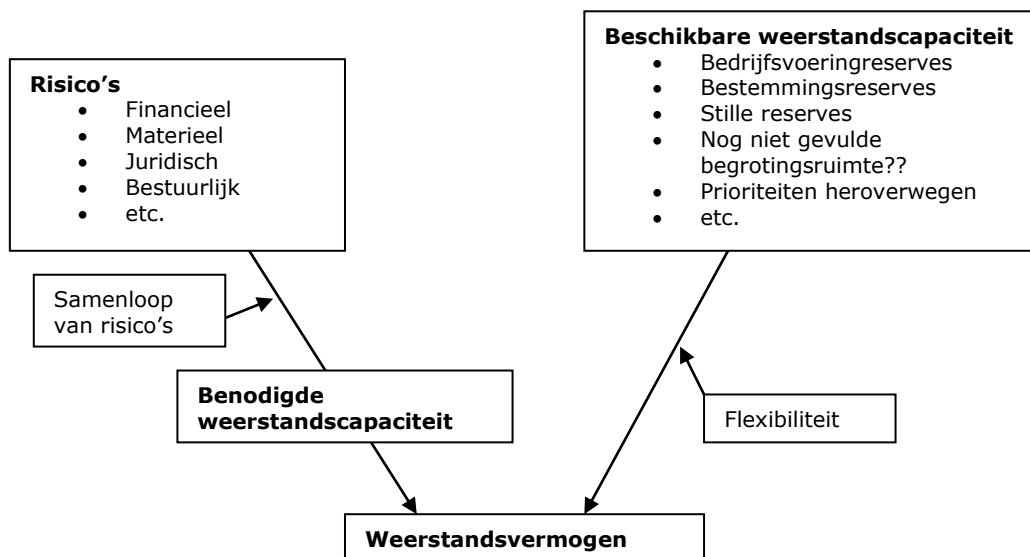 Risico’s
• Financieel
• Materieel
• Juridisch
• Bestuurlijk
• etc.
Beschikbare weerstandscapaciteit
• Bedrijfsvoeringreserves
• Bestemmingsreserves
• Stille reserves
• Nog niet gevulde
begrotingsruimte??
• Prioriteiten heroverwegen
• etc.
Samenloop
van risico’s
Benodigde
weerstandscapaciteit
Flexibiliteit
Weerstandsvermogen